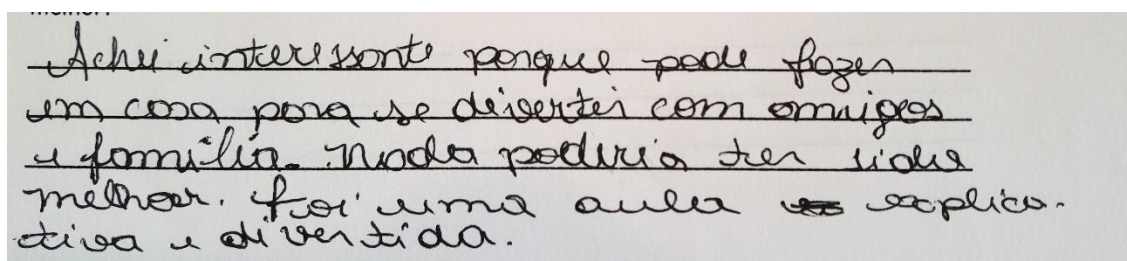 Achei interessante porque pode fazer
em casa para se divertir com amigos
e família. Nada poderia ter sido
melhor. Foi uma aula explica-
tiva e divertida.